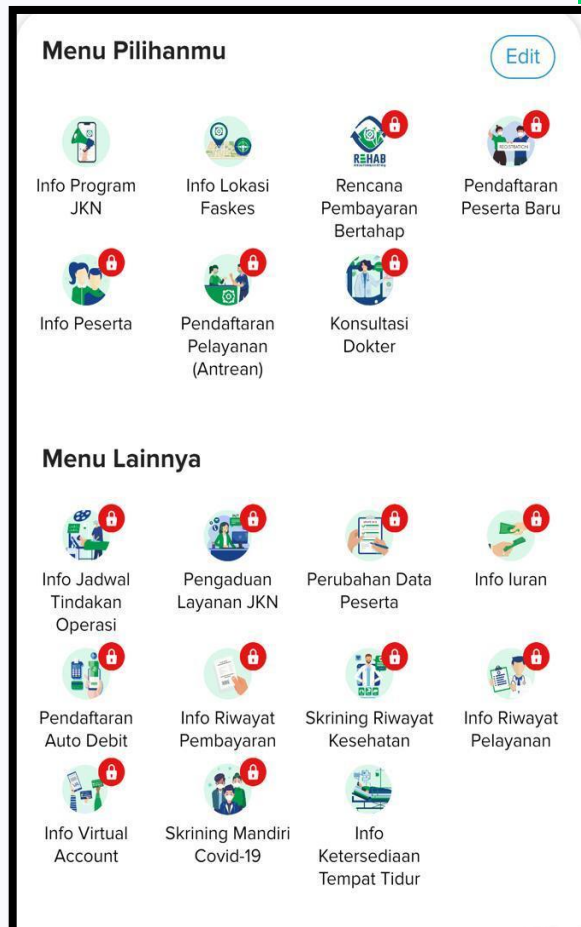 Menu Pilihanmu
Edit
REHAB
REGISTRATION
Info Program
JKN
Info Lokasi
Faskes
Rencana
Pembayaran
Bertahap
Pendaftaran
Peserta Baru
Info Peserta
Pendaftaran
Pelayanan
(Antrean)
Konsultasi
Dokter
Menu Lainnya
Info Jadwal
Tindakan
Operasi
Pengaduan
Layanan JKN
Perubahan Data
Peserta
Info Iuran
Pendaftaran
Auto Debit
Info Riwayat
Pembayaran
Skrining Riwayat
Kesehatan
Info Riwayat
Pelayanan
Info Virtual
Account
Skrining Mandiri
Covid-19
Info
Ketersediaan
Tempat Tidur